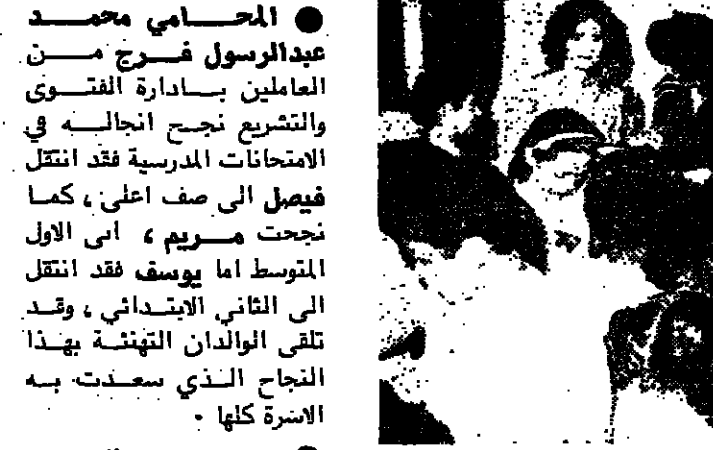 ● المحامي محمد
عبدالرسول فرج من
العاملين بادارة الفتوى
والتشريع نجح انجاله في
الامتحانات المدرسية فقد انتقل
فيصل الى صف اعلى ، كما
نجحت مريم ، الى الاول
المتوسط اما يوسف فقد انتقل
الى الثاني الابتدائي ، وقد
تلقى الوالدان التهنئة بهذا
النجاح الذي سعدت به
الاسرة كلها .